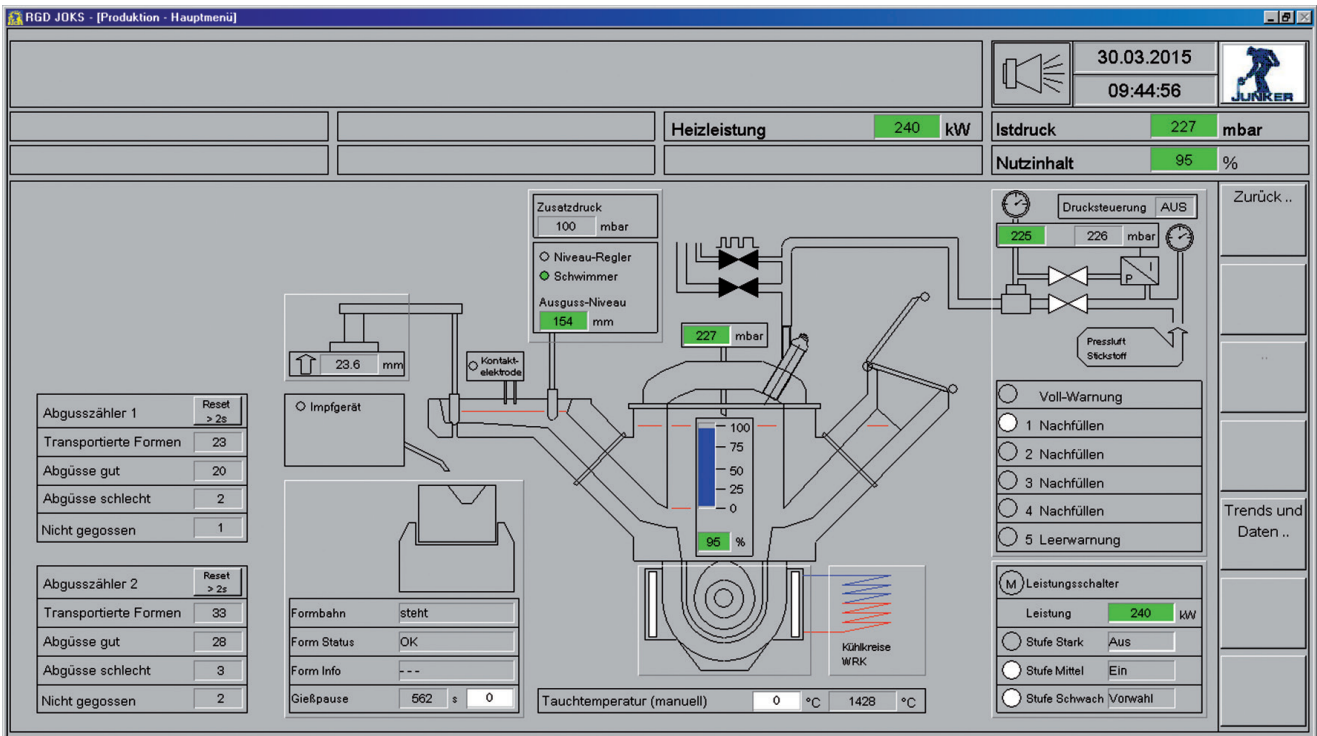 RGD JOKS - [Produktion - Hauptmenü]
30.03.2015
09:44:56
JUNKER
Heizleistung 240 kW
Istdruck 227 mbar
Nutzinhalt 95 %
Zusatzdruck
100 mbar
Niveau-Regler
Schwimmer
Ausguss-Niveau
154 mm
Drucksteuerung AUS
225 226 mbar
I
P
Pressluft
Stickstoff
Zurück ..
..
Trends und
Daten ..
23.6 mm
Kontakt-
elektrode
227 mbar
Impfgerät
100
75
50
25
0
95 %
Abgusszähler 1 Reset
> 2s
Transportierte Formen 23
Abgüsse gut 20
Abgüsse schlecht 2
Nicht gegossen 1
Abgusszähler 2 Reset
> 2s
Transportierte Formen 33
Abgüsse gut 28
Abgüsse schlecht 3
Nicht gegossen 2
Formbahn steht
Form Status OK
Form Info ---
Gießpause 562 s 0
Kühlkreise
WRK
Tauchtemperatur (manuell) 0 °C 1428 °C
Voll-Warnung
1 Nachfüllen
2 Nachfüllen
3 Nachfüllen
4 Nachfüllen
5 Leerwarnung
M Leistungsschalter
Leistung 240 kW
Stufe Stark Aus
Stufe Mittel Ein
Stufe Schwach Vorwahl